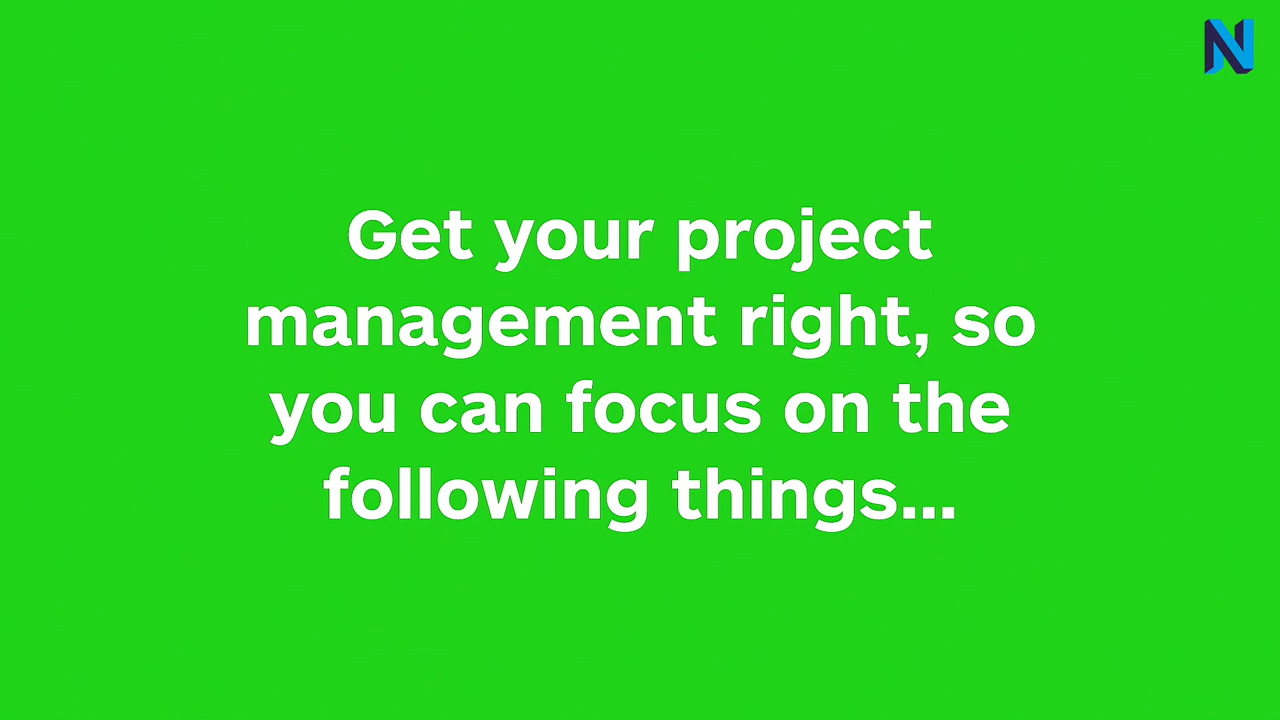 N
Get your project
management right, so
you can focus on the
following things...